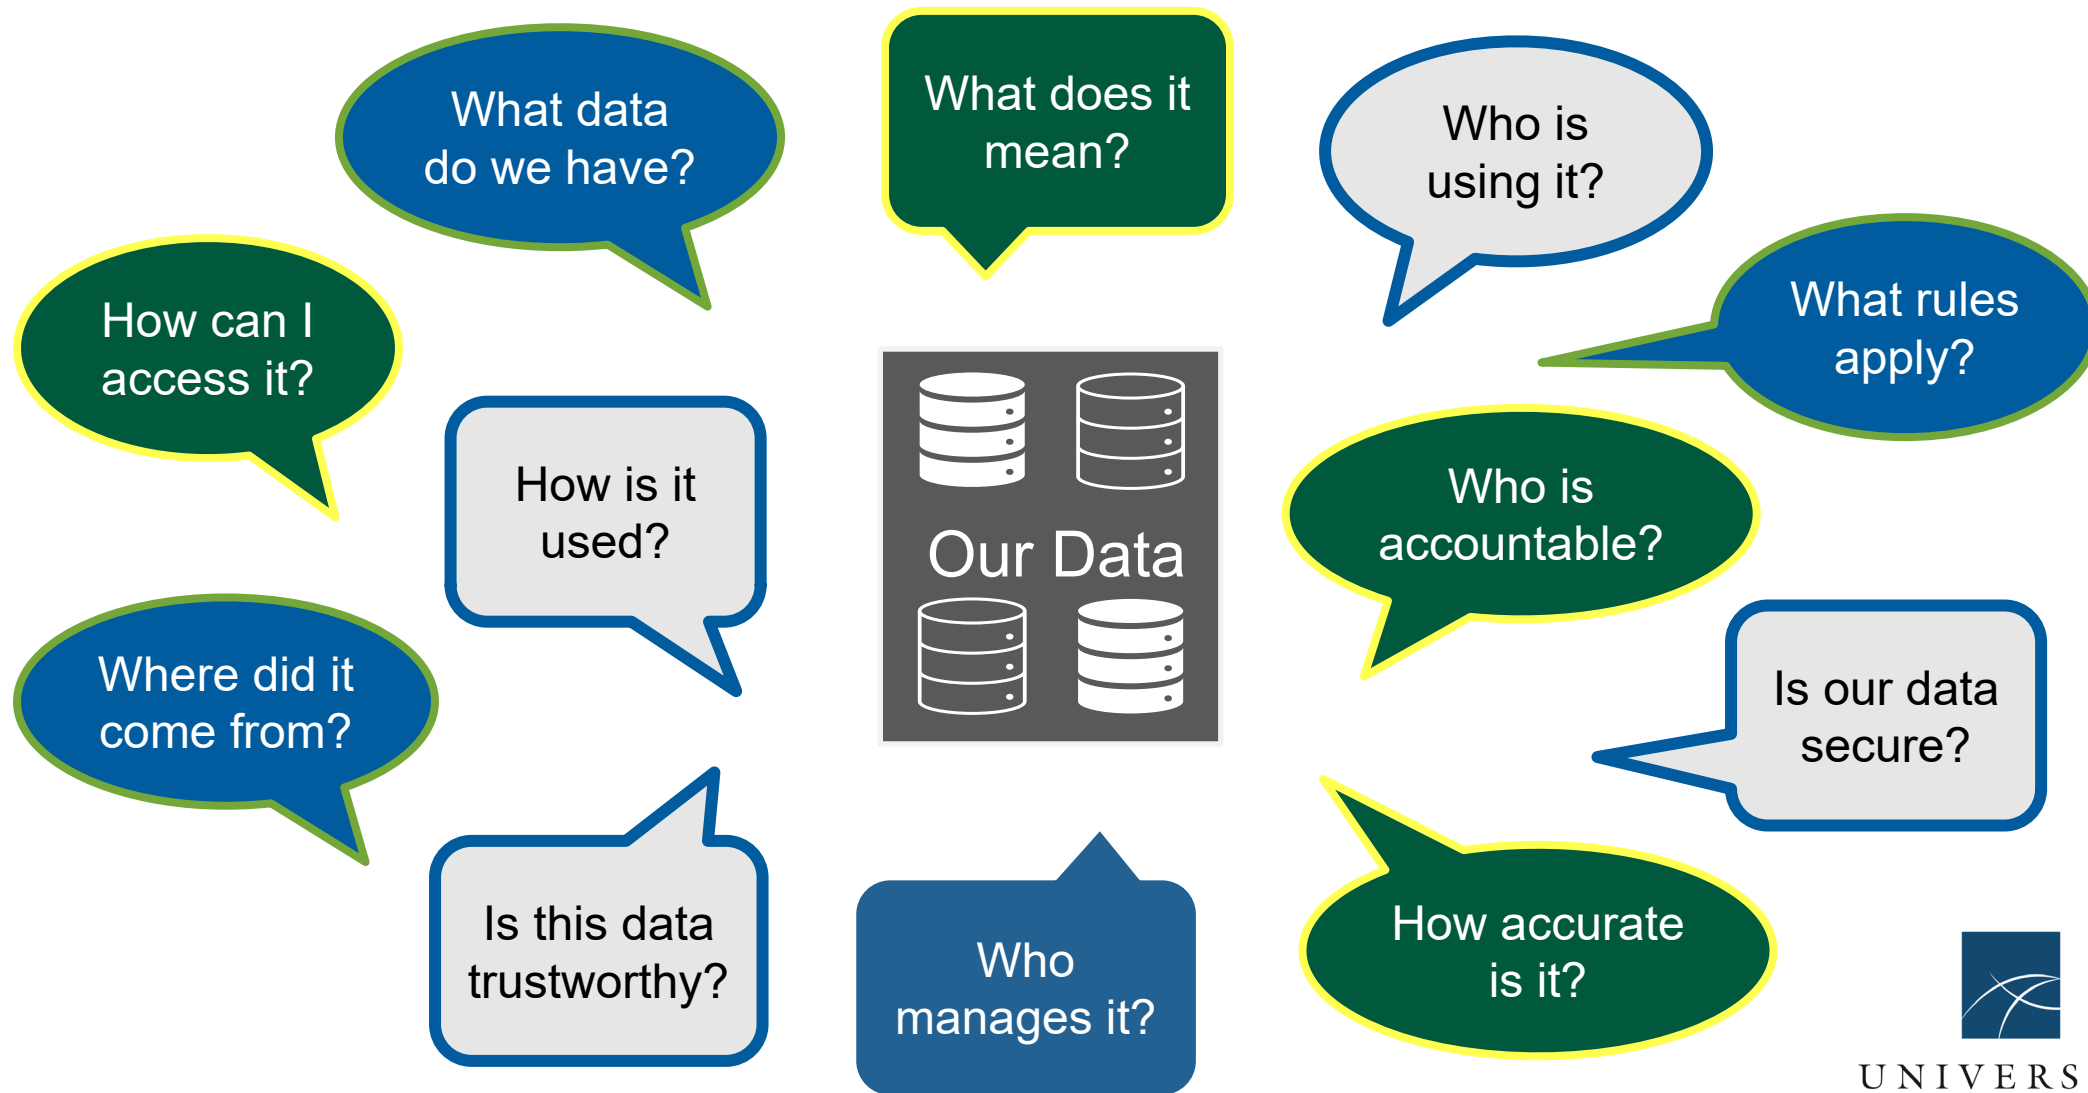 What data
do we have?
What does it
mean?
Who is
using it?
How can I
access it?
What rules
apply?
How is it
used?
Our Data
Who is
accountable?
Where did it
come from?
Is our data
secure?
Is this data
trustworthy?
Who
manages it?
How accurate
is it?
UNIVERS